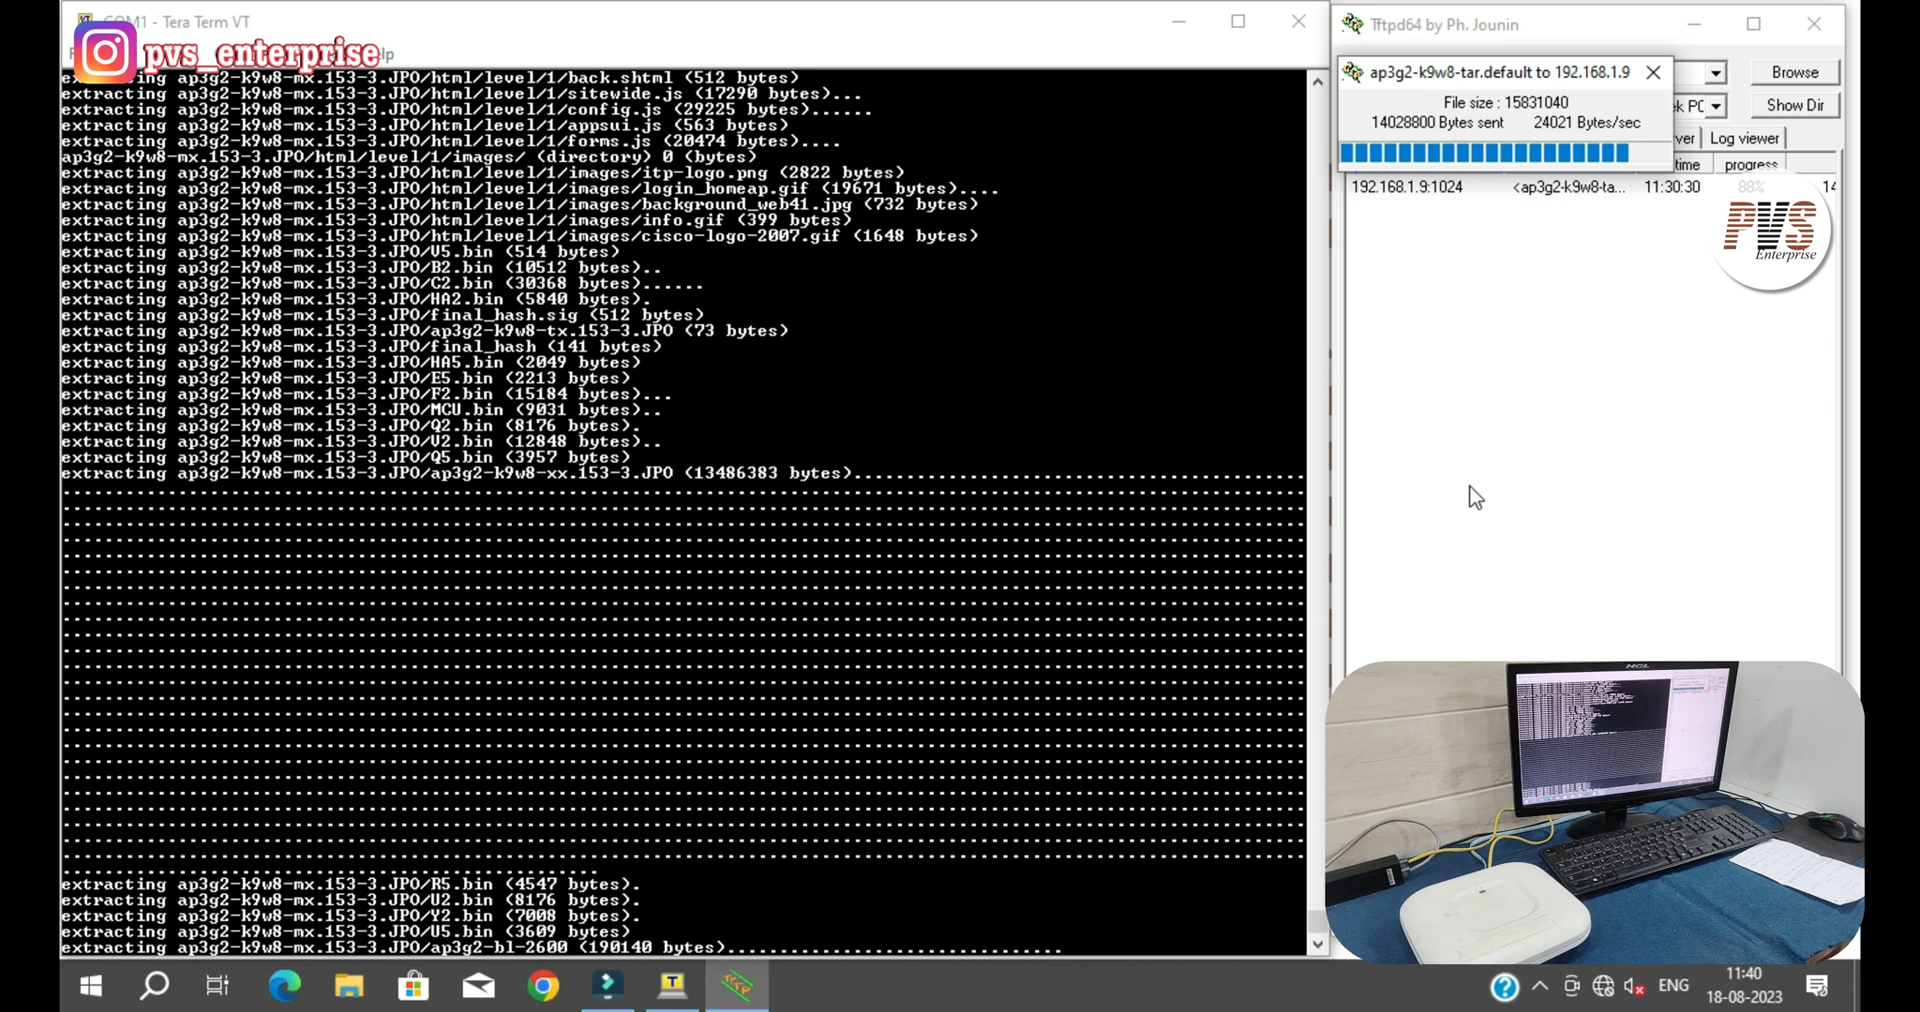 COM1 - Tera Term VT
pvs_enterprise
lp
extracting ap3g2-k9w8-mx.153-3.JPO/html/level/1/back.shtml (512 bytes)
extracting ap3g2-k9w8-mx.153-3.JPO/html/level/1/sitewide.js (17290 bytes)...
extracting ap3g2-k9w8-mx.153-3.JPO/html/level/1/config.js (29225 bytes)......
extracting ap3g2-k9w8-mx.153-3.JPO/html/level/1/appsui.js (563 bytes)
extracting ap3g2-k9w8-mx.153-3.JPO/html/level/1/forms.js (20474 bytes)....
ap3g2-k9w8-mx.153-3.JPO/html/level/1/images/ (directory) 0 (bytes)
extracting ap3g2-k9w8-mx.153-3.JPO/html/level/1/images/itp-logo.png (2822 bytes)
extracting ap3g2-k9w8-mx.153-3.JPO/html/level/1/images/login_homeap.gif (19671 bytes)....
extracting ap3g2-k9w8-mx.153-3.JPO/html/level/1/images/background_web41.jpg (732 bytes)
extracting ap3g2-k9w8-mx.153-3.JPO/html/level/1/images/info.gif (399 bytes)
extracting ap3g2-k9w8-mx.153-3.JPO/html/level/1/images/cisco-logo-2007.gif (1648 bytes)
extracting ap3g2-k9w8-mx.153-3.JPO/V5.bin (514 bytes)
extracting ap3g2-k9w8-mx.153-3.JPO/B2.bin (10512 bytes)..
extracting ap3g2-k9w8-mx.153-3.JPO/C2.bin (30368 bytes)......
extracting ap3g2-k9w8-mx.153-3.JPO/HA2.bin (5840 bytes).
extracting ap3g2-k9w8-mx.153-3.JPO/final_hash.sig (512 bytes)
extracting ap3g2-k9w8-mx.153-3.JPO/ap3g2-k9w8-tx.153-3.JPO (73 bytes)
extracting ap3g2-k9w8-mx.153-3.JPO/final_hash (141 bytes)
extracting ap3g2-k9w8-mx.153-3.JPO/HA5.bin (2049 bytes)
extracting ap3g2-k9w8-mx.153-3.JPO/E5.bin (2213 bytes)
extracting ap3g2-k9w8-mx.153-3.JPO/F2.bin (15184 bytes)...
extracting ap3g2-k9w8-mx.153-3.JPO/MCU.bin (9031 bytes)..
extracting ap3g2-k9w8-mx.153-3.JPO/Q2.bin (8176 bytes).
extracting ap3g2-k9w8-mx.153-3.JPO/V2.bin (12848 bytes)..
extracting ap3g2-k9w8-mx.153-3.JPO/Q5.bin (3957 bytes)
extracting ap3g2-k9w8-mx.153-3.JPO/ap3g2-k9w8-xx.153-3.JPO (13486383 bytes)...........................................
extracting ap3g2-k9w8-mx.153-3.JPO/R5.bin (4547 bytes).
extracting ap3g2-k9w8-mx.153-3.JPO/U2.bin (8176 bytes).
extracting ap3g2-k9w8-mx.153-3.JPO/Y2.bin (7008 bytes).
extracting ap3g2-k9w8-mx.153-3.JPO/U5.bin (3609 bytes)
extracting ap3g2-k9w8-mx.153-3.JPO/ap3g2-bl-2600 (190140 bytes)................................
Tftpd64 by Ph. Jounin
ap3g2-k9w8-tar.default to 192.168.1.9
File size : 15831040
14028800 Bytes sent 24021 Bytes/sec
Browse
Show Dir
ek PC
ver Log viewer
time progress
192.168.1.9:1024 <ap3g2-k9w8-ta... 11:30:30 88% 14
PVS
Enterprise
HCL
ENG
11:40
18-08-2023